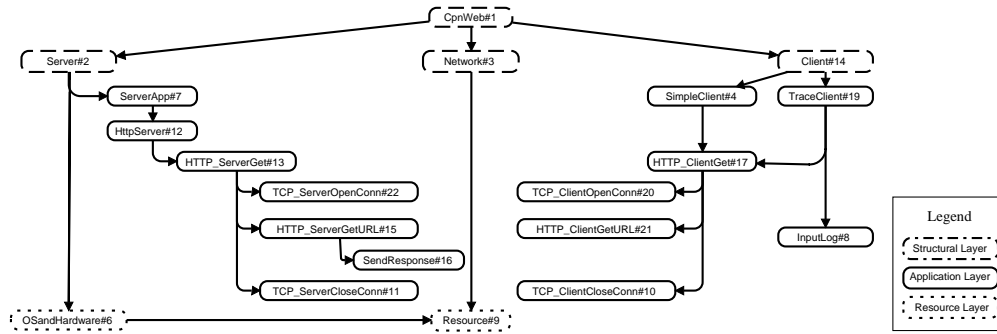 CpnWeb#1
Server#2
Network#3
Client#14
ServerApp#7
SimpleClient#4
TraceClient#19
HttpServer#12
HTTP_ServerGet#13
HTTP_ClientGet#17
TCP_ServerOpenConn#22
TCP_ClientOpenConn#20
HTTP_ServerGetURL#15
HTTP_ClientGetURL#21
InputLog#8
SendResponse#16
TCP_ServerCloseConn#11
TCP_ClientCloseConn#10
OSandHardware#6
Resource#9
Legend
Structural Layer
Application Layer
Resource Layer